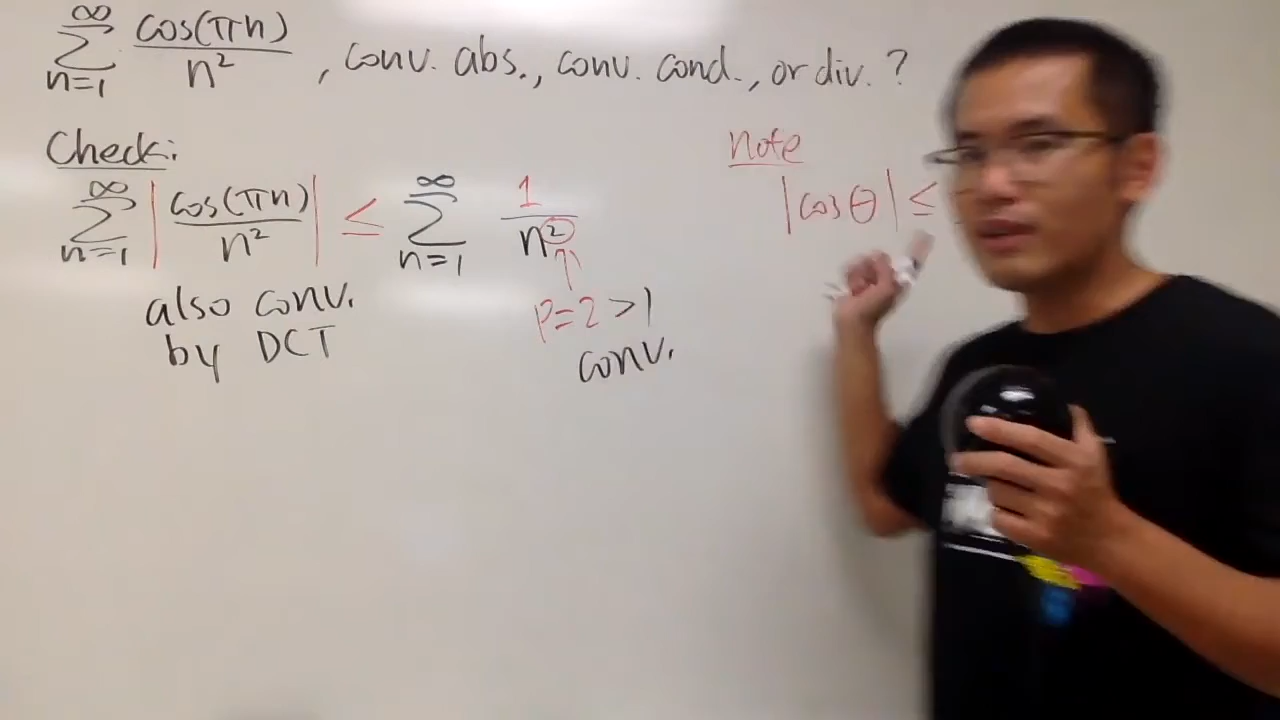 ∞∑n=1 cos(πn)/n², conv. abs., conv. cond., or div. ?
Check:
note
∞∑n=1 |cos(πn)/n²| ≤ ∞∑n=1 1/n²
|cosθ| ≤
also conv.
by DCT
p=2 >1
conv.